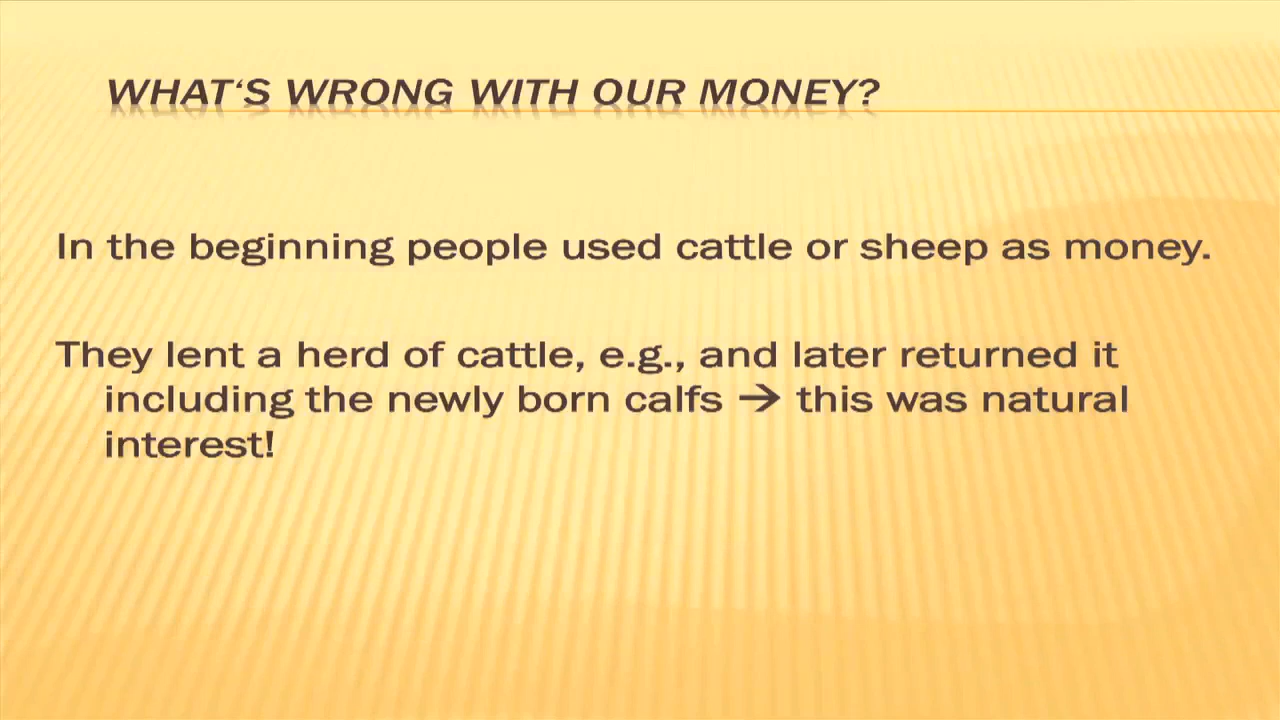 WHAT‘S WRONG WITH OUR MONEY?
In the beginning people used cattle or sheep as money.
They lent a herd of cattle, e.g., and later returned it
including the newly born calfs → this was natural
interest!